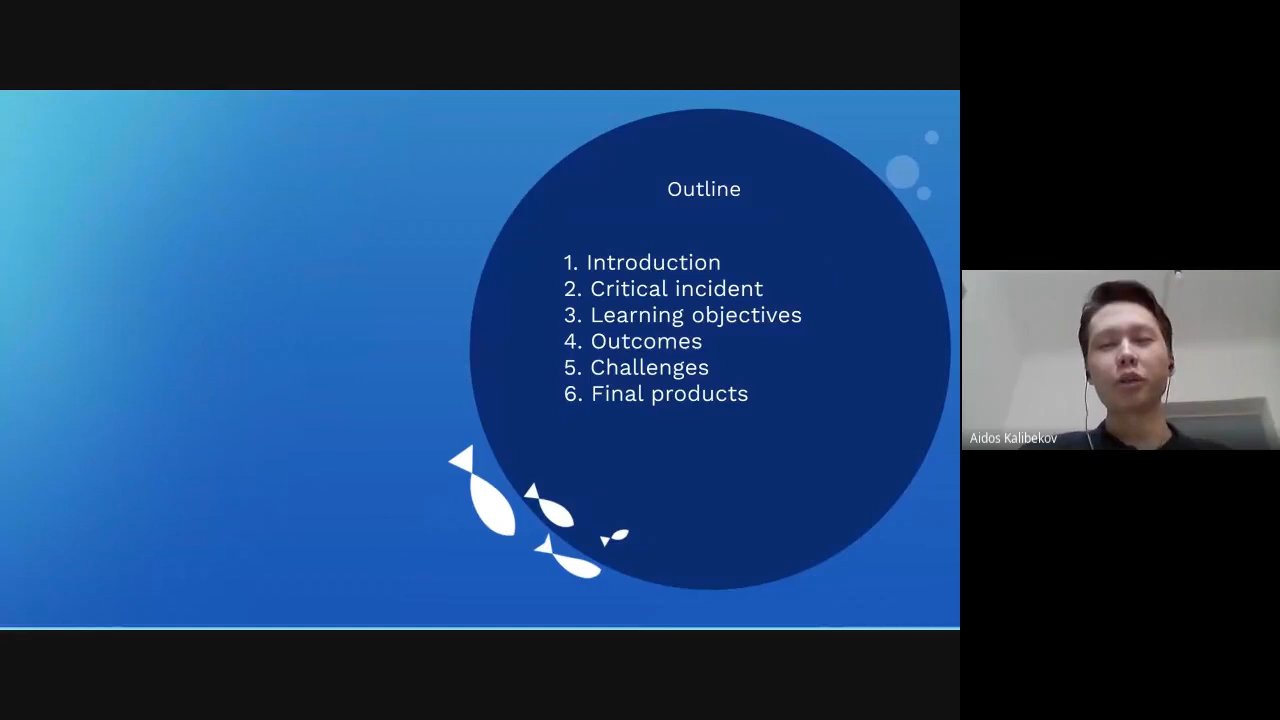 Outline
1. Introduction
2. Critical incident
3. Learning objectives
4. Outcomes
5. Challenges
6. Final products
Aidos Kalibekov